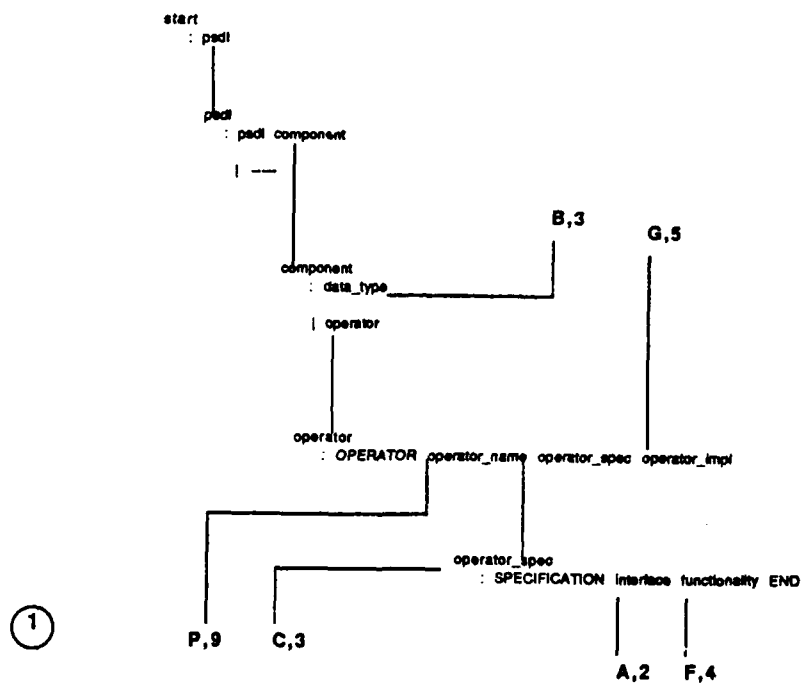 start
: psdl
psdl
: psdl component
| ---
B,3
G,5
component
: data_type
| operator
operator
: OPERATOR operator_name operator_spec operator_impl
operator_spec
: SPECIFICATION interface functionality END
1
P,9
C,3
A,2
F,4